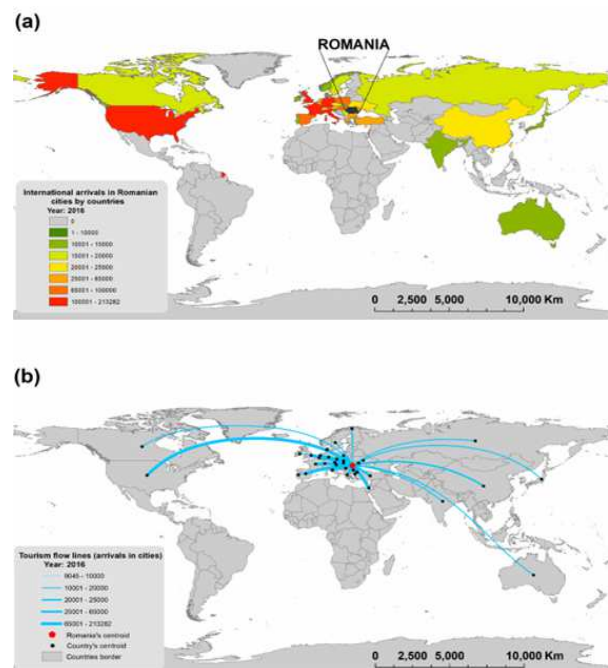 (a)
ROMANIA
International arrivals in Romanian
cities by countries
Year: 2016
0
1 - 10000
10001 - 15000
15001 - 20000
20001 - 25000
25001 - 65000
65001 - 100000
100001 - 213282
0 2,500 5,000 10,000 Km
(b)
Tourism flow lines (arrivals in cities)
Year: 2016
- 10000
10001 - 20000
20001 - 25000
25001 - 65000
65001 - 213282
Romania's centroid
Country's centroid
Countries border
0 2,500 5,000 10,000 Km